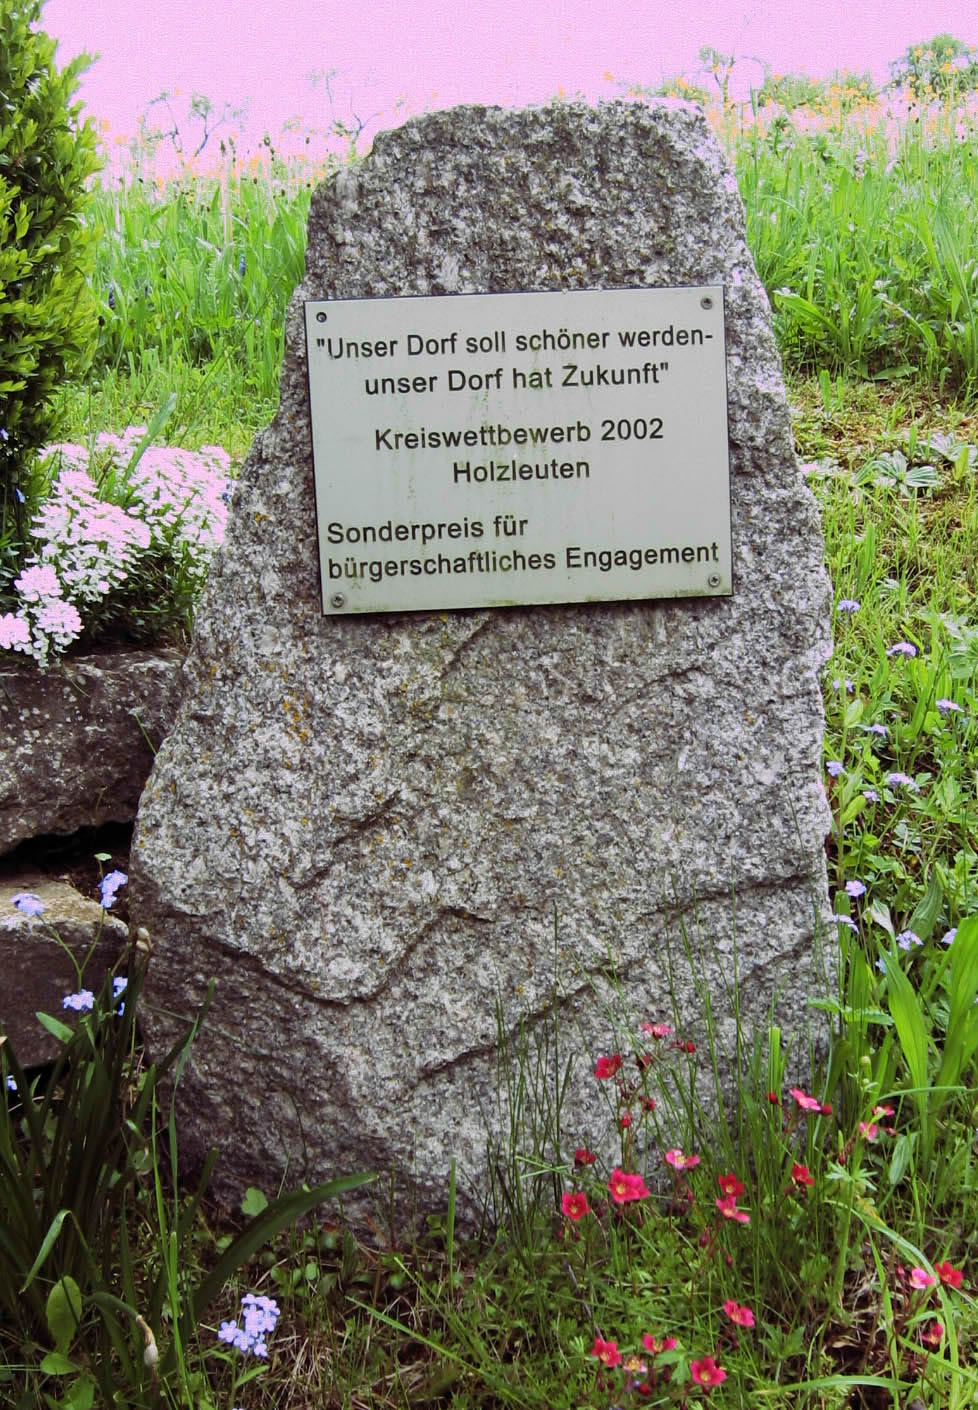 "Unser Dorf soll schöner werden-
unser Dorf hat Zukunft"
Kreiswettbewerb 2002
Holzleuten
Sonderpreis für
bürgerschaftliches Engagement